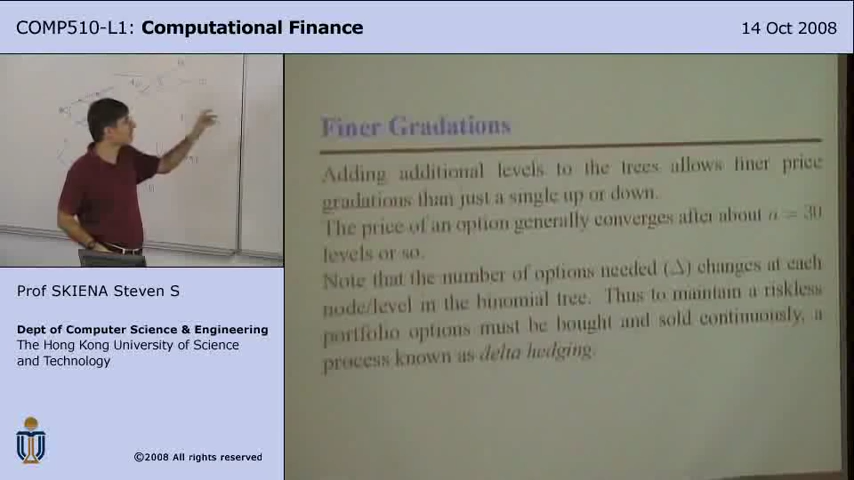 COMP510-L1: Computational Finance
14 Oct 2008
Finer Gradations
Adding additional levels to the trees allows finer price
gradations than just a single up or down.
The price of an option generally converges after about n = 30
levels or so.
Note that the number of options needed (Δ) changes at each
node/level in the binomial tree. Thus to maintain a riskless
portfolio options must be bought and sold continuously, a
process known as delta hedging.
Prof SKIENA Steven S
Dept of Computer Science & Engineering
The Hong Kong University of Science
and Technology
©2008 All rights reserved